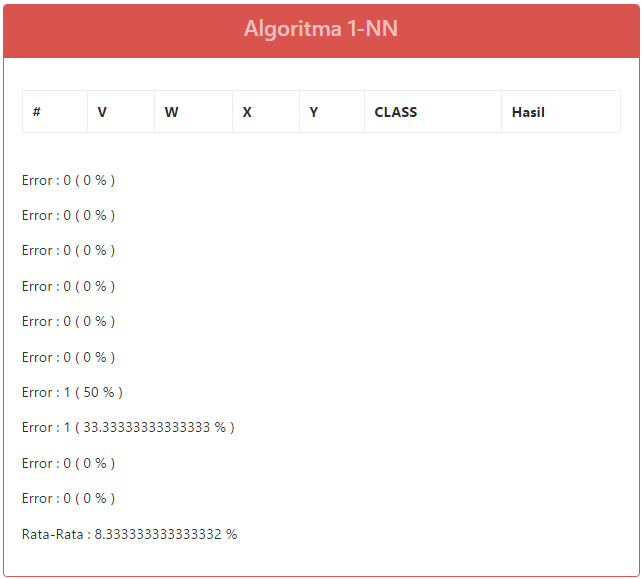 Algoritma 1-NN
# V W X Y CLASS Hasil
Error : 0 ( 0 % )
Error : 0 ( 0 % )
Error : 0 ( 0 % )
Error : 0 ( 0 % )
Error : 0 ( 0 % )
Error : 0 ( 0 % )
Error : 1 ( 50 % )
Error : 1 ( 33.33333333333333 % )
Error : 0 ( 0 % )
Error : 0 ( 0 % )
Rata-Rata : 8.333333333333332 %